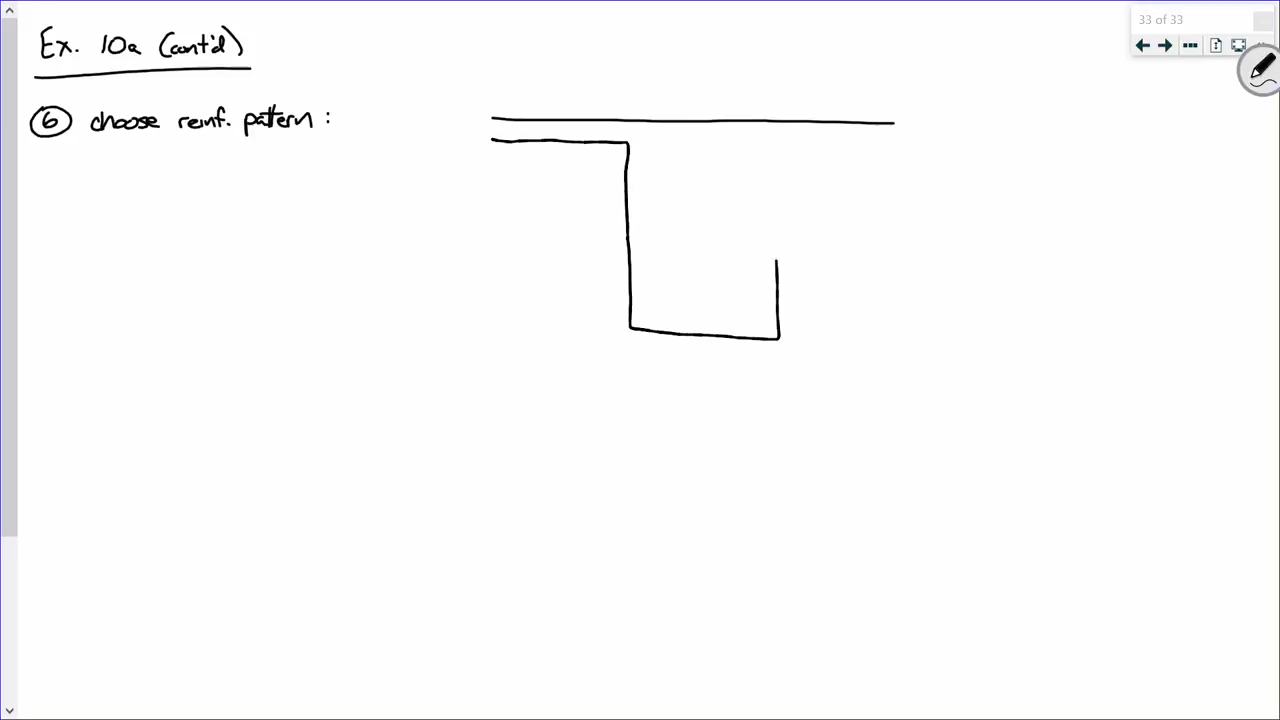 33 of 33
Ex. 10a (cont'd)
6 choose reinf. pattern :